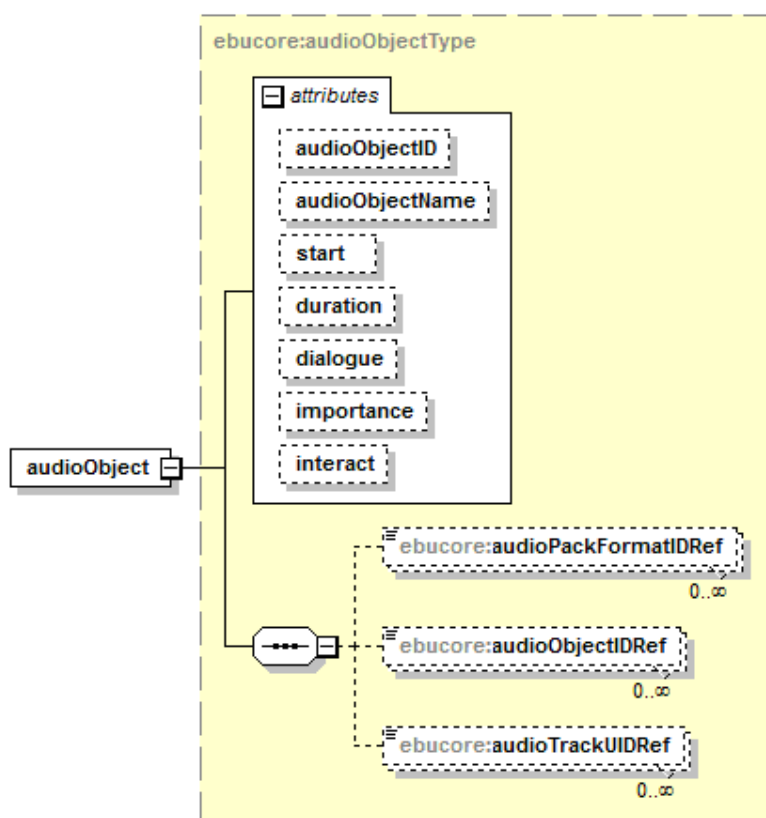 ebucore:audioObjectType
attributes
audioObjectID
audioObjectName
start
duration
dialogue
importance
interact
audioObject
ebucore:audioPackFormatIDRef
0..∞
ebucore:audioObjectIDRef
0..∞
ebucore:audioTrackUIDRef
0..∞